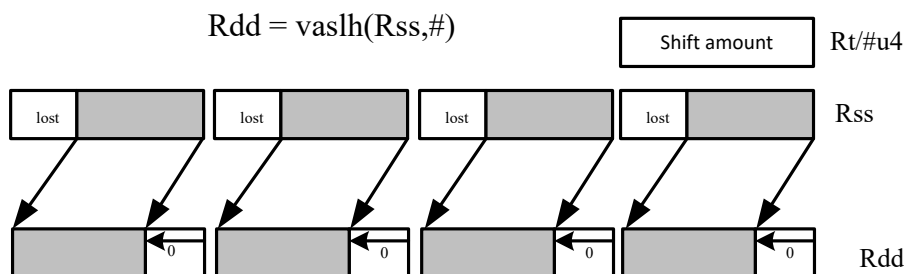 Rdd = vaslh(Rss,#)
Shift amount Rt/#u4
lost lost lost lost Rss
0 0 0 0
Rdd